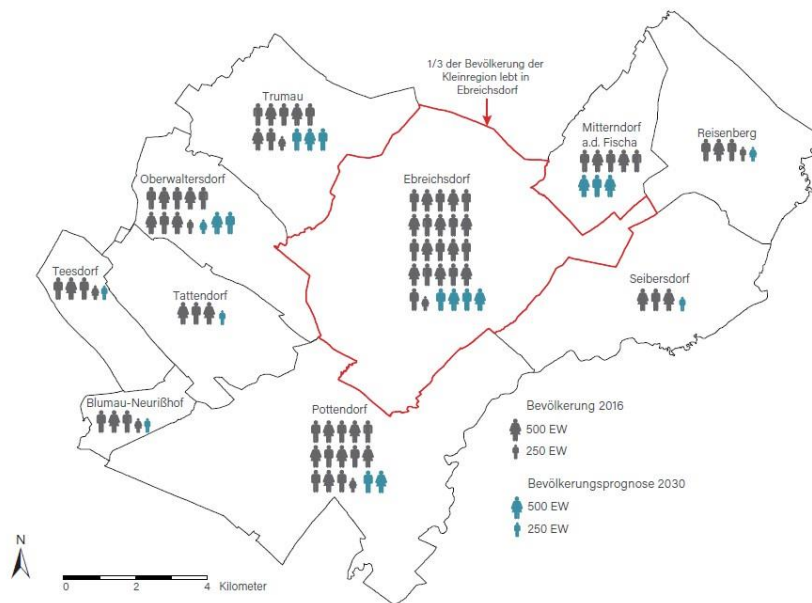 1/3 der Bevölkerung der
Kleinregion lebt in
Ebreichsdorf
Trumau
Mitterndorf
a.d. Fischa
Reisenberg
Oberwaltersdorf
Ebreichsdorf
Teesdorf
Tattendorf
Seibersdorf
Blumau-Neurißhof
Pottendorf
Bevölkerung 2016
500 EW
250 EW
Bevölkerungsprognose 2030
500 EW
250 EW
N
0 2 4
Kilometer